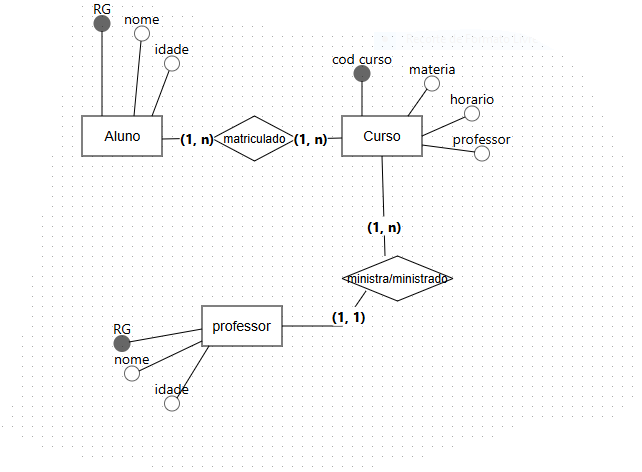 RG
nome
idade
Aluno
(1, n)
matriculado
(1, n)
cod curso
materia
horario
professor
Curso
(1, n)
ministra/ministrado
(1, 1)
professor
RG
nome
idade